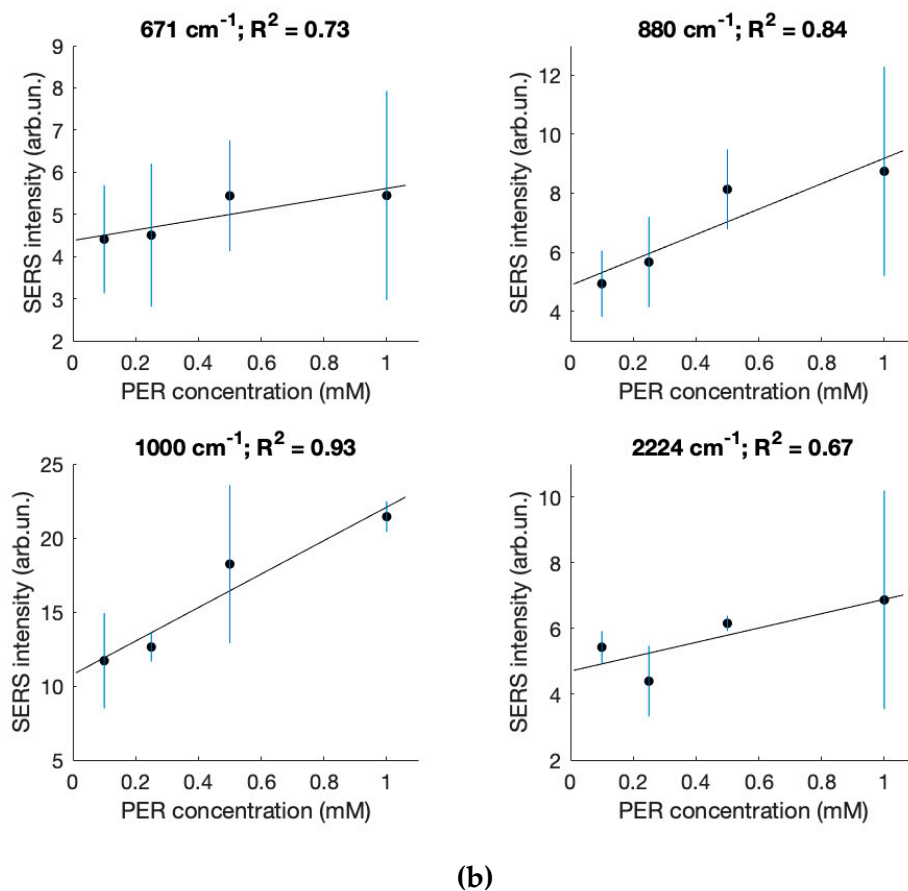 671 cm⁻¹; R² = 0.73
SERS intensity (arb.un.)
9
8
7
6
5
4
3
2
0 0.2 0.4 0.6 0.8 1
PER concentration (mM)
880 cm⁻¹; R² = 0.84
SERS intensity (arb.un.)
12
10
8
6
4
0 0.2 0.4 0.6 0.8 1
PER concentration (mM)
1000 cm⁻¹; R² = 0.93
SERS intensity (arb.un.)
25
20
15
10
5
0 0.2 0.4 0.6 0.8 1
PER concentration (mM)
2224 cm⁻¹; R² = 0.67
SERS intensity (arb.un.)
10
8
6
4
2
0 0.2 0.4 0.6 0.8 1
PER concentration (mM)
(b)